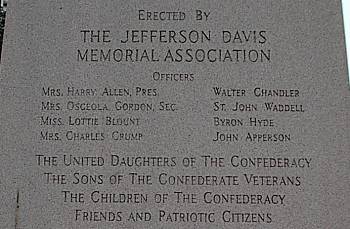 ERECTED BY
THE JEFFERSON DAVIS
MEMORIAL ASSOCIATION
OFFICERS
MRS. HARRY ALLEN, PRES. WALTER CHANDLER
MRS. OSCEOLA, GORDON, SEC. ST. JOHN WADDELL
MISS. LOTTIE BLOUNT BYRON HYDE
MRS. CHARLES CRUMP JOHN APPERSON
THE UNITED DAUGHTERS OF THE CONFEDERACY
THE SONS OF THE CONFEDERATE VETERANS
THE CHILDREN OF THE CONFEDERACY
FRIENDS AND PATRIOTIC CITIZENS